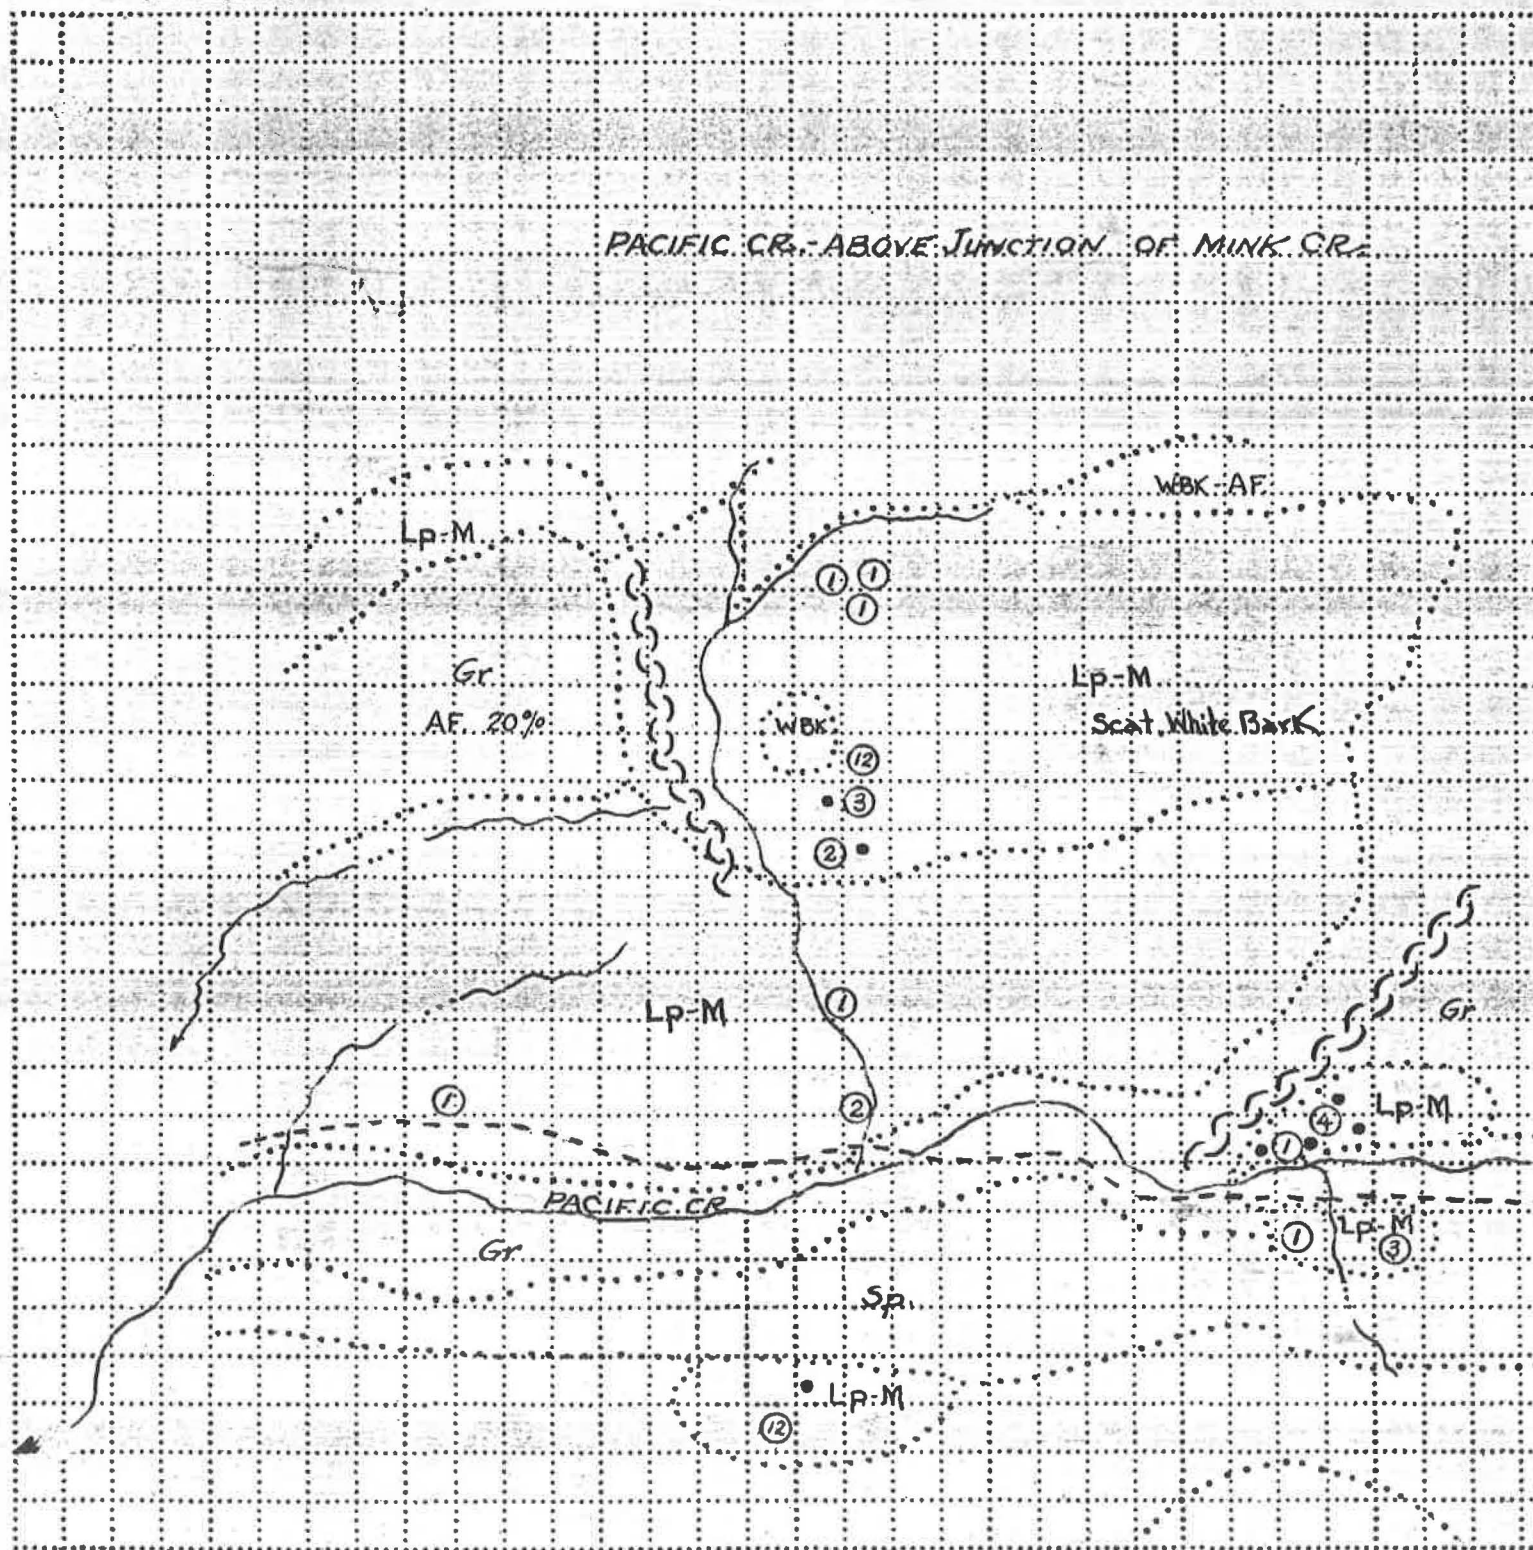 PACIFIC CR.-ABOVE JUNCTION OF MINK CR.
WBK-AF
Lp-M
1 1
1
Gr
AF. 20%
Lp-M
Scat. White Bark
WBK
12
3
2
Lp-M
1
Gr
1
2
Lp-M
4
1
PACIFIC CR
Gr
1
Lp-M
3
Sp.
Lp-M
12